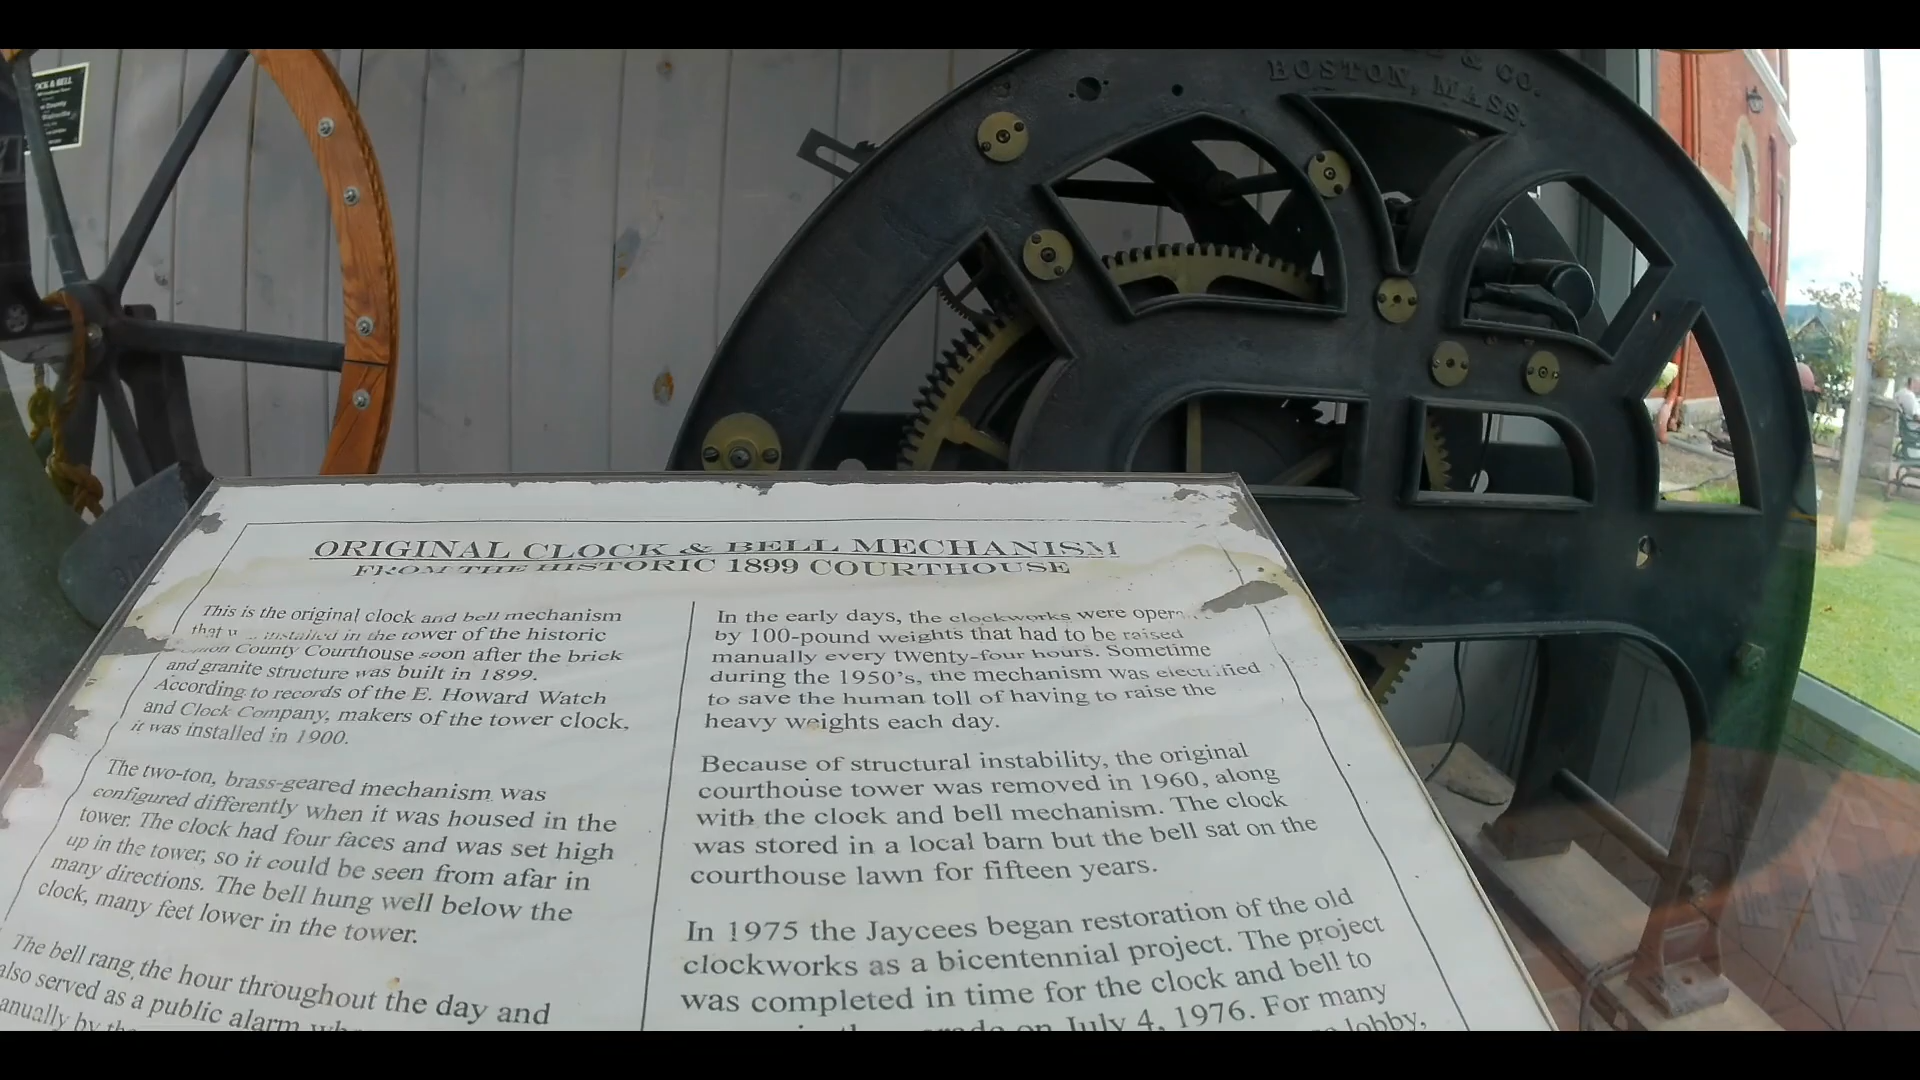 & CO.
BOSTON, MASS.
CK & BELL
ORIGINAL CLOCK & BELL MECHANISM
FROM THE HISTORIC 1899 COURTHOUSE
This is the original clock and bell mechanism
that installed in the tower of the historic
County Courthouse soon after the brick
and granite structure was built in 1899.
According to records of the E. Howard Watch
and Clock Company, makers of the tower clock,
it was installed in 1900.
The two-ton, brass-geared mechanism was
configured differently when it was housed in the
tower. The clock had four faces and was set high
up in the tower, so it could be seen from afar in
many directions. The bell hung well below the
clock, many feet lower in the tower.
The bell rang the hour throughout the day and
also served as a public alarm
by
In the early days, the clockworks were
by 100-pound weights that had to be raised
manually every twenty-four hours. Sometime
during the 1950's, the mechanism was electrified
to save the human toll of having to raise the
heavy weights each day.
Because of structural instability, the original
courthouse tower was removed in 1960, along
with the clock and bell mechanism. The clock
was stored in a local barn but the bell sat on the
courthouse lawn for fifteen years.
In 1975 the Jaycees began restoration of the old
clockworks as a bicentennial project. The project
was completed in time for the clock and bell to
on July 4, 1976. For many
lobby,